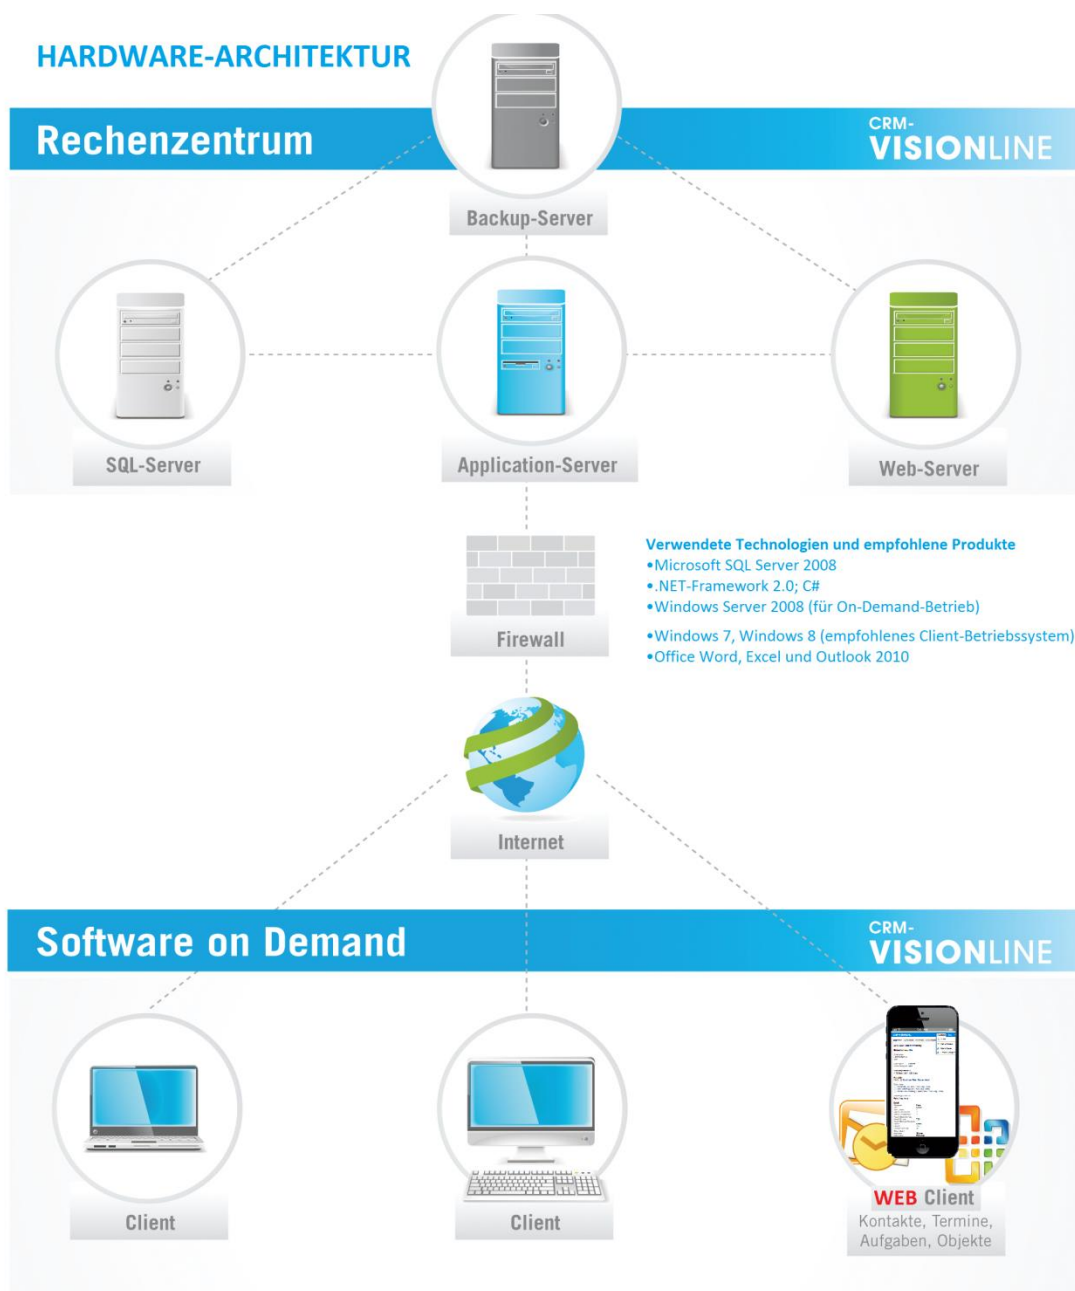 HARDWARE-ARCHITEKTUR
Rechenzentrum
CRM-
VISIONLINE
Backup-Server
SQL-Server
Application-Server
Web-Server
Verwendete Technologien und empfohlene Produkte
•Microsoft SQL Server 2008
•.NET-Framework 2.0; C#
•Windows Server 2008 (für On-Demand-Betrieb)
•Windows 7, Windows 8 (empfohlenes Client-Betriebssystem)
•Office Word, Excel und Outlook 2010
Firewall
Internet
Software on Demand
CRM-
VISIONLINE
Client
Client
WEB Client
Kontakte, Termine,
Aufgaben, Objekte